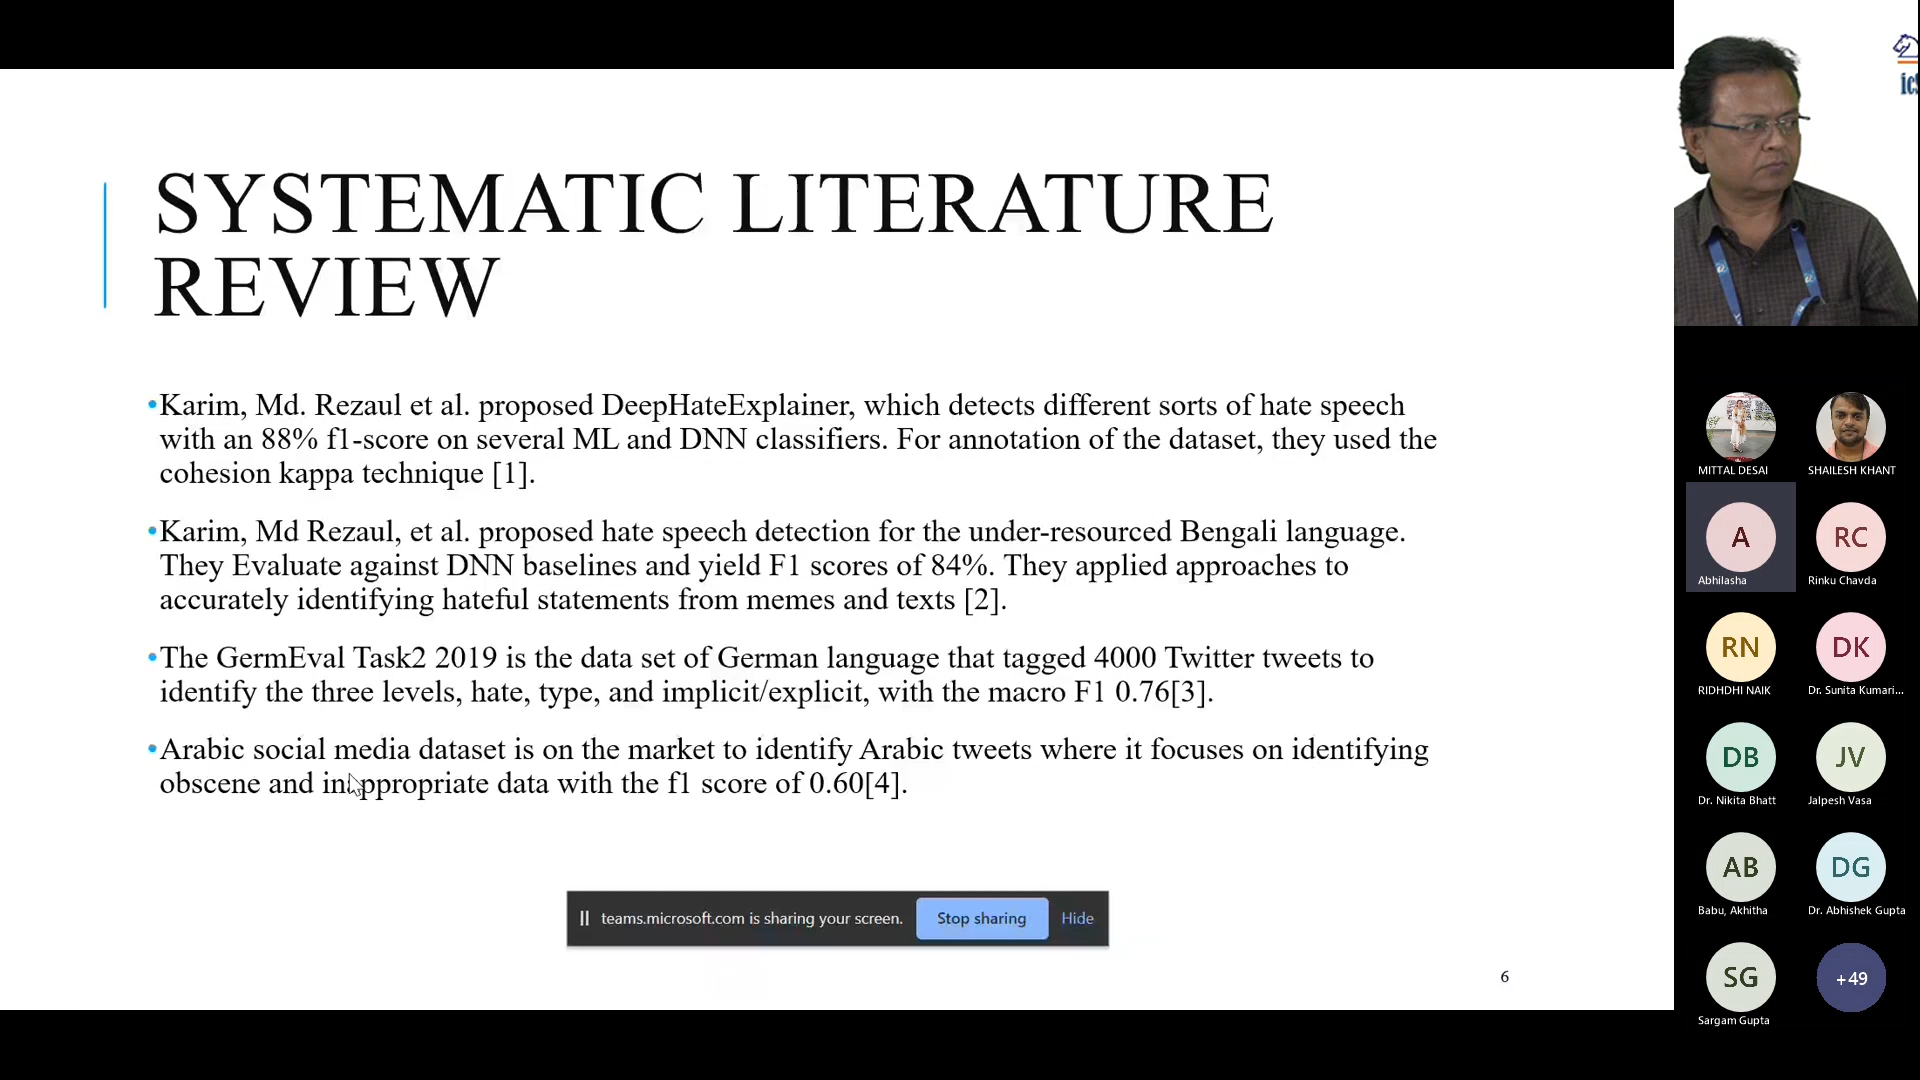 SYSTEMATIC LITERATURE
REVIEW
•Karim, Md. Rezaul et al. proposed DeepHateExplainer, which detects different sorts of hate speech
with an 88% f1-score on several ML and DNN classifiers. For annotation of the dataset, they used the
cohesion kappa technique [1].
•Karim, Md Rezaul, et al. proposed hate speech detection for the under-resourced Bengali language.
They Evaluate against DNN baselines and yield F1 scores of 84%. They applied approaches to
accurately identifying hateful statements from memes and texts [2].
•The GermEval Task2 2019 is the data set of German language that tagged 4000 Twitter tweets to
identify the three levels, hate, type, and implicit/explicit, with the macro F1 0.76[3].
•Arabic social media dataset is on the market to identify Arabic tweets where it focuses on identifying
obscene and inappropriate data with the f1 score of 0.60[4].
teams.microsoft.com is sharing your screen. Stop sharing Hide
6
MITTAL DESAI SHAILESH KHANT
A RC
Abhilasha Rinku Chavda
RN DK
RIDHDHI NAIK Dr. Sunita Kumari...
DB JV
Dr. Nikita Bhatt Jalpesh Vasa
AB DG
Babu, Akhitha Dr. Abhishek Gupta
SG +49
Sargam Gupta